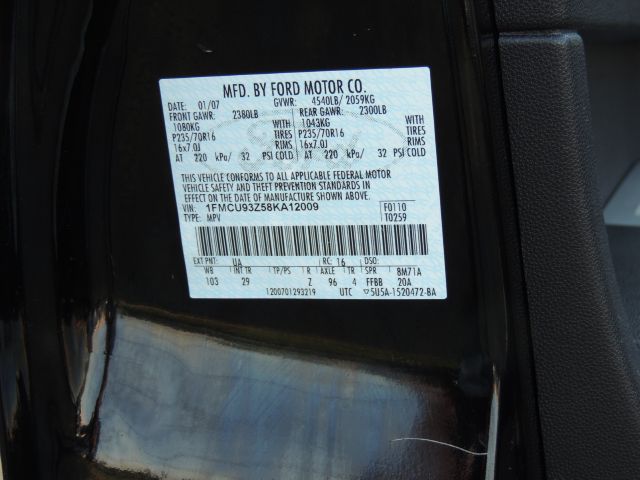 MFD. BY FORD MOTOR CO.
DATE: 01/07 GVWR: 4540LB/ 2059KG
FRONT GAWR: 2380LB REAR GAWR: 2300LB
1080KG 1043KG
P235/70R16 TIRES P235/70R16 TIRES
16x7.0J RIMS 16x7.0J RIMS
AT 220 kPa/ 32 PSI COLD AT 220 kPa/ 32 PSI COLD
THIS VEHICLE CONFORMS TO ALL APPLICABLE FEDERAL MOTOR
VEHICLE SAFETY AND THEFT PREVENTION STANDARDS IN
EFFECT ON THE DATE OF MANUFACTURE SHOWN ABOVE.
VIN: 1FMCU93Z58KA12009 F0110
TYPE: MPV T0259
EXT PNT: UA RC: 16 DSO:
WB INT TR TP/PS R AXLE TR SPR 8M71A
103 29 Z 96 4 FFBB 20A
1200701293219 UTC ▽5U5A-1520472-BA